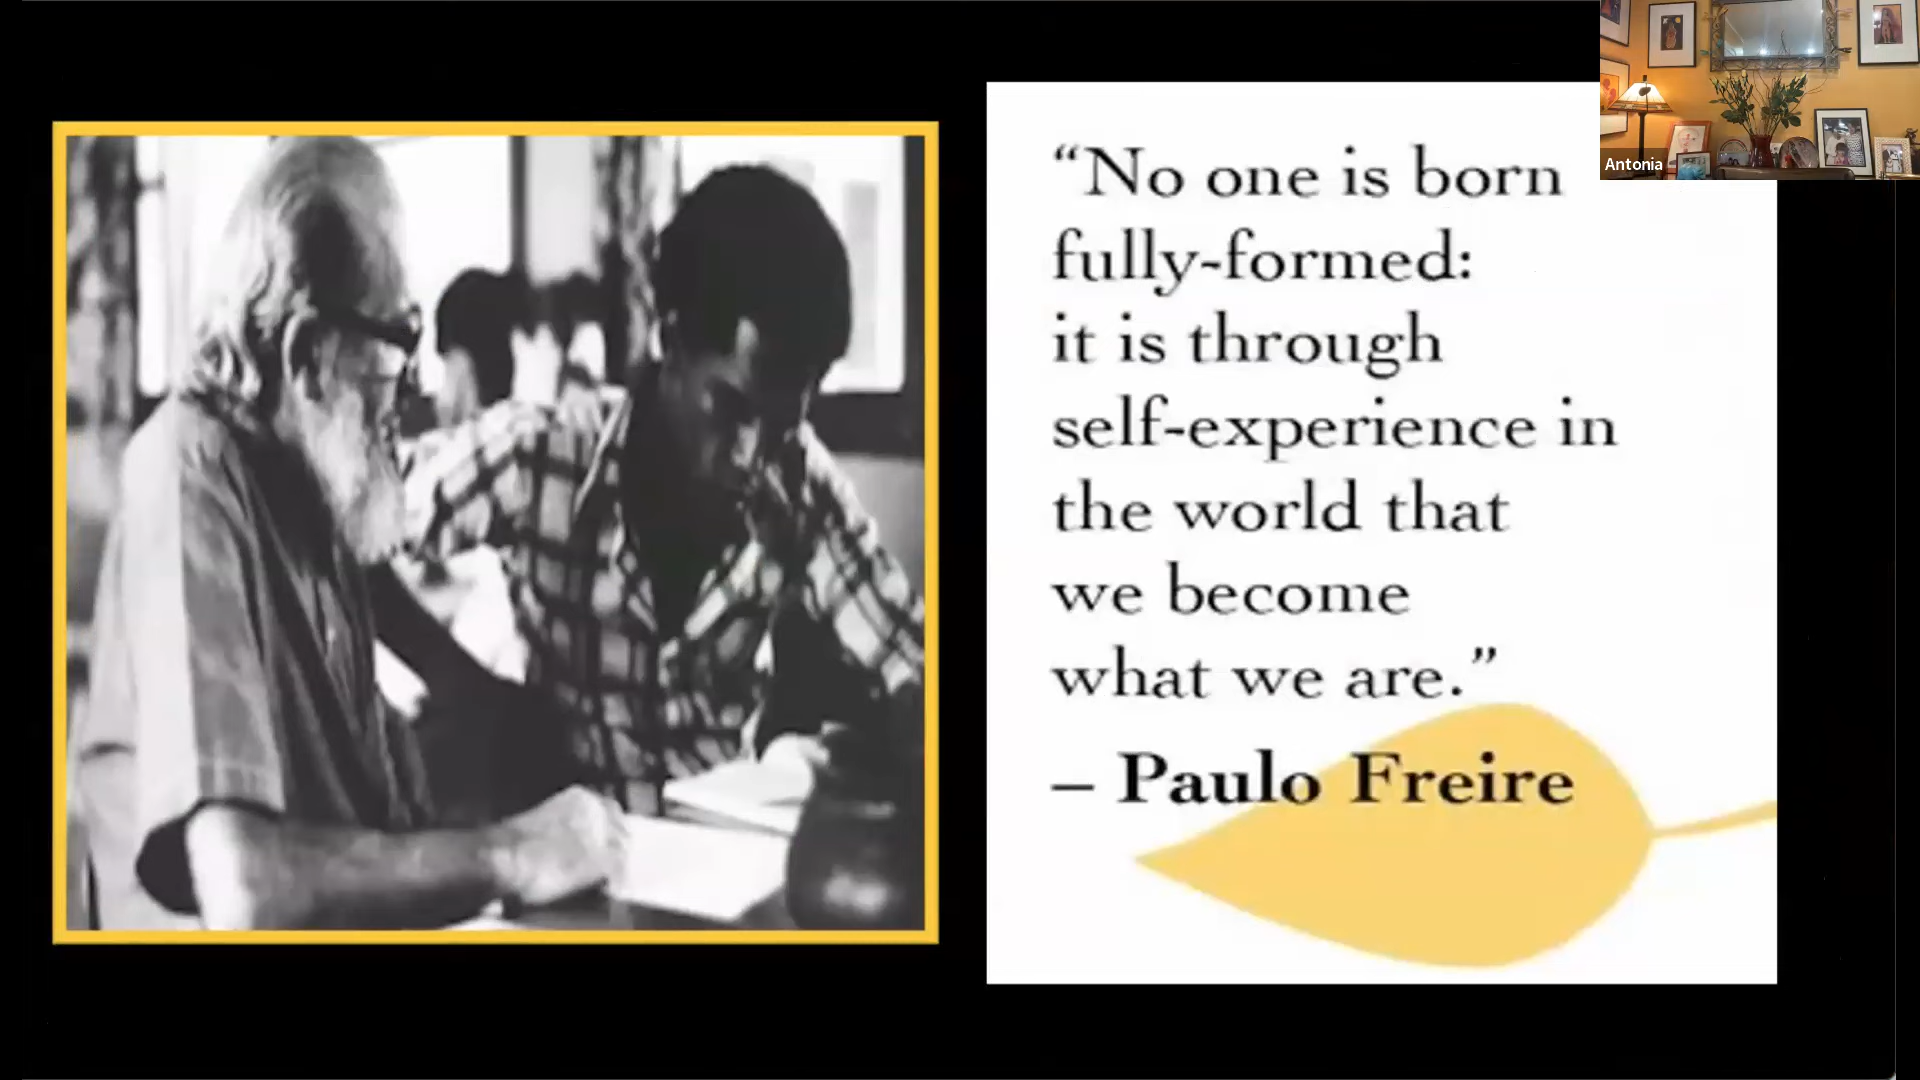 “No one is born
fully-formed:
it is through
self-experience in
the world that
we become
what we are.”
– Paulo Freire
Antonia